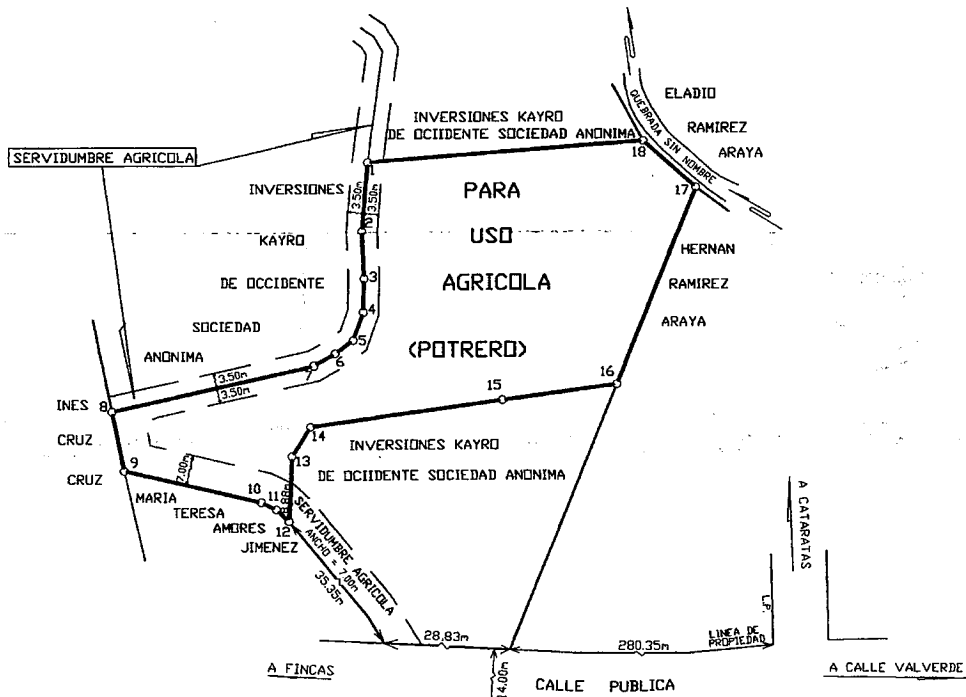 ELADIO
RAMIREZ
ARAYA
QUEBRADA SIN NOMBRE
INVERSIONES KAYRO
DE OCIIDENTE SOCIEDAD ANONIMA
18
17
SERVIDUMBRE AGRICOLA
1
INVERSIONES
KAYRO
DE OCCIDENTE
SOCIEDAD
ANONIMA
3.50m
3.50m
2
3
4
5
6
7
PARA
USO
AGRICOLA
(POTRERO)
HERNAN
RAMIREZ
ARAYA
3.50m
3.50m
16
15
14
13
INES
CRUZ
CRUZ
8
9
7.00m
MARIA
TERESA
AMORES
JIMENEZ
10
11
12
INVERSIONES KAYRO
DE OCIIDENTE SOCIEDAD ANONIMA
SERVIDUMBRE AGRICOLA
ANCHO = 7.00m
35.35m
A CATARATAS
L.P.
LINEA DE
PROPIEDAD
28.83m
280.35m
14.00m
A FINCAS
CALLE PUBLICA
A CALLE VALVERDE